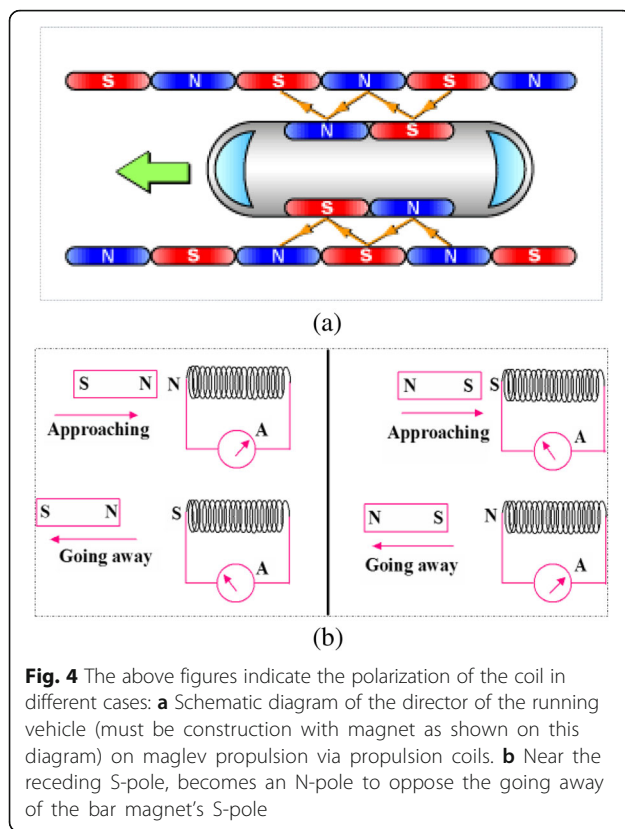 S N S N S N
N S
S N
N S N S N S
(a)
S N N
Approaching
A
S N S
Going away
A
N S S
Approaching
A
N S N
Going away
A
(b)
Fig. 4 The above figures indicate the polarization of the coil in
different cases: a Schematic diagram of the director of the running
vehicle (must be construction with magnet as shown on this
diagram) on maglev propulsion via propulsion coils. b Near the
receding S-pole, becomes an N-pole to oppose the going away
of the bar magnet's S-pole